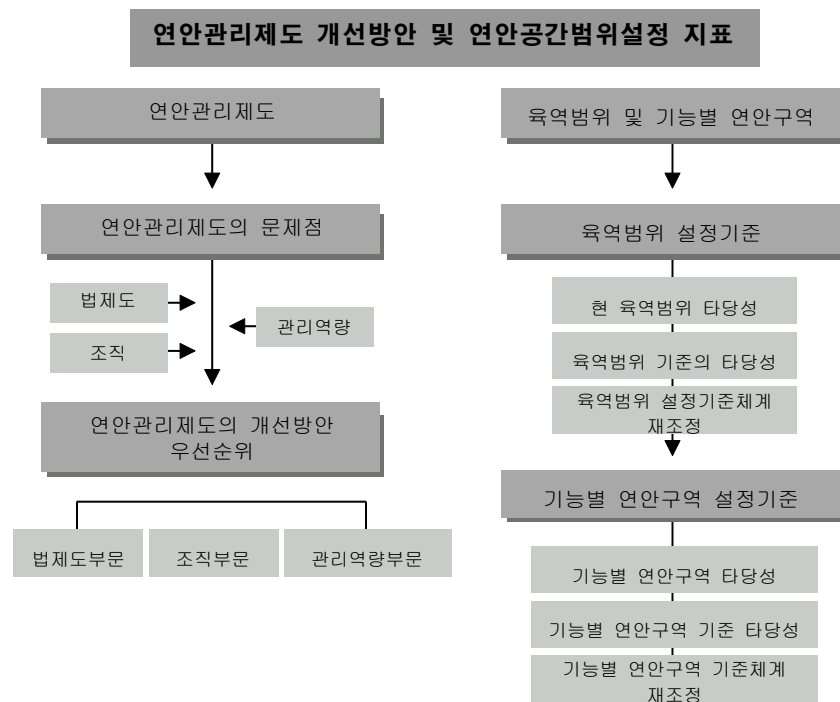 연안관리제도 개선방안 및 연안공간범위설정 지표
연안관리제도
연안관리제도의 문제점
법제도
관리역량
조직
연안관리제도의 개선방안
우선순위
법제도부문
조직부문
관리역량부문
육역범위 및 기능별 연안구역
육역범위 설정기준
현 육역범위 타당성
육역범위 기준의 타당성
육역범위 설정기준체계
재조정
기능별 연안구역 설정기준
기능별 연안구역 타당성
기능별 연안구역 기준 타당성
기능별 연안구역 기준체계
재조정